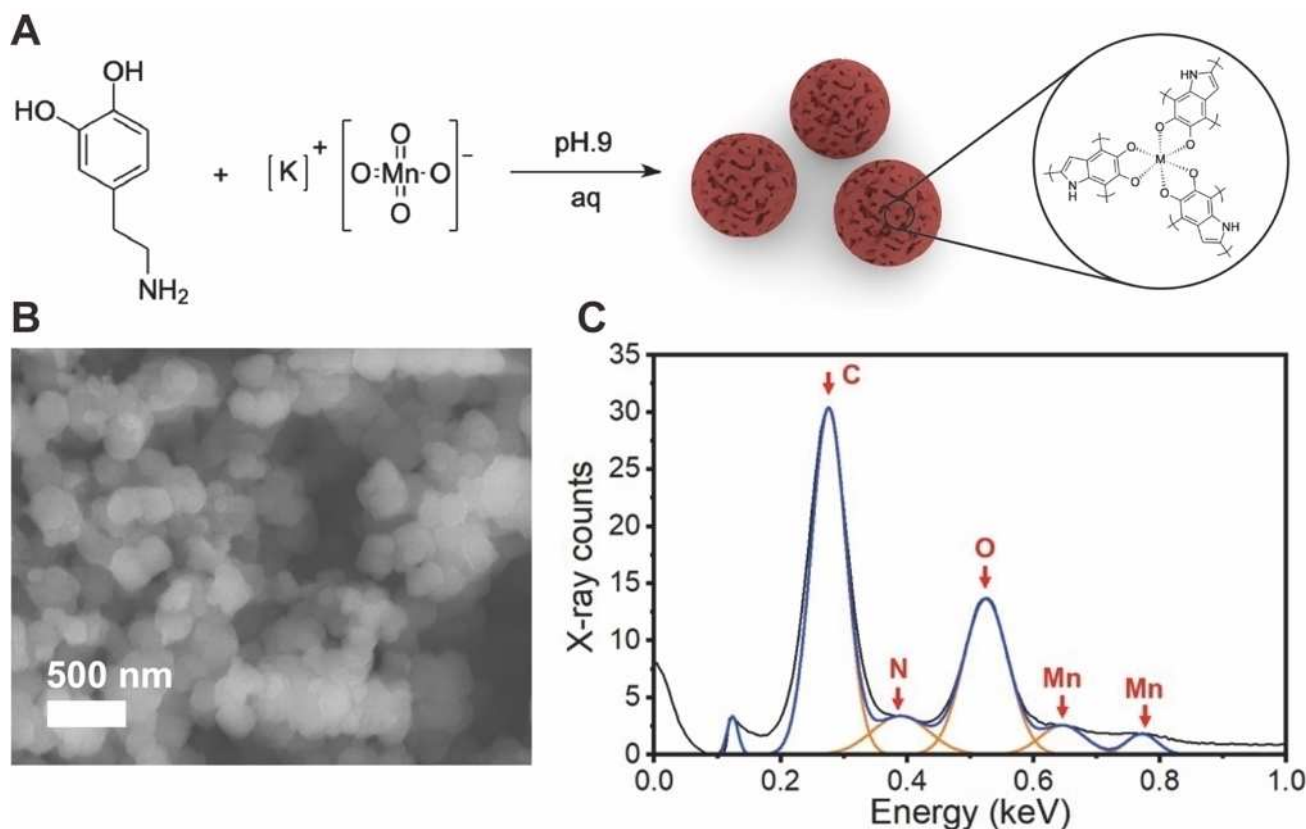 A
OH
HO
NH₂
+
[K]⁺
O
O=Mn-O
O
−
pH.9
aq
HN
O
O
O
M
O
O
O
N
H
NH
B
500 nm
C
35
30
25
20
15
10
5
0
X-ray counts
C
N
O
Mn
Mn
0.0 0.2 0.4 0.6 0.8 1.0
Energy (keV)